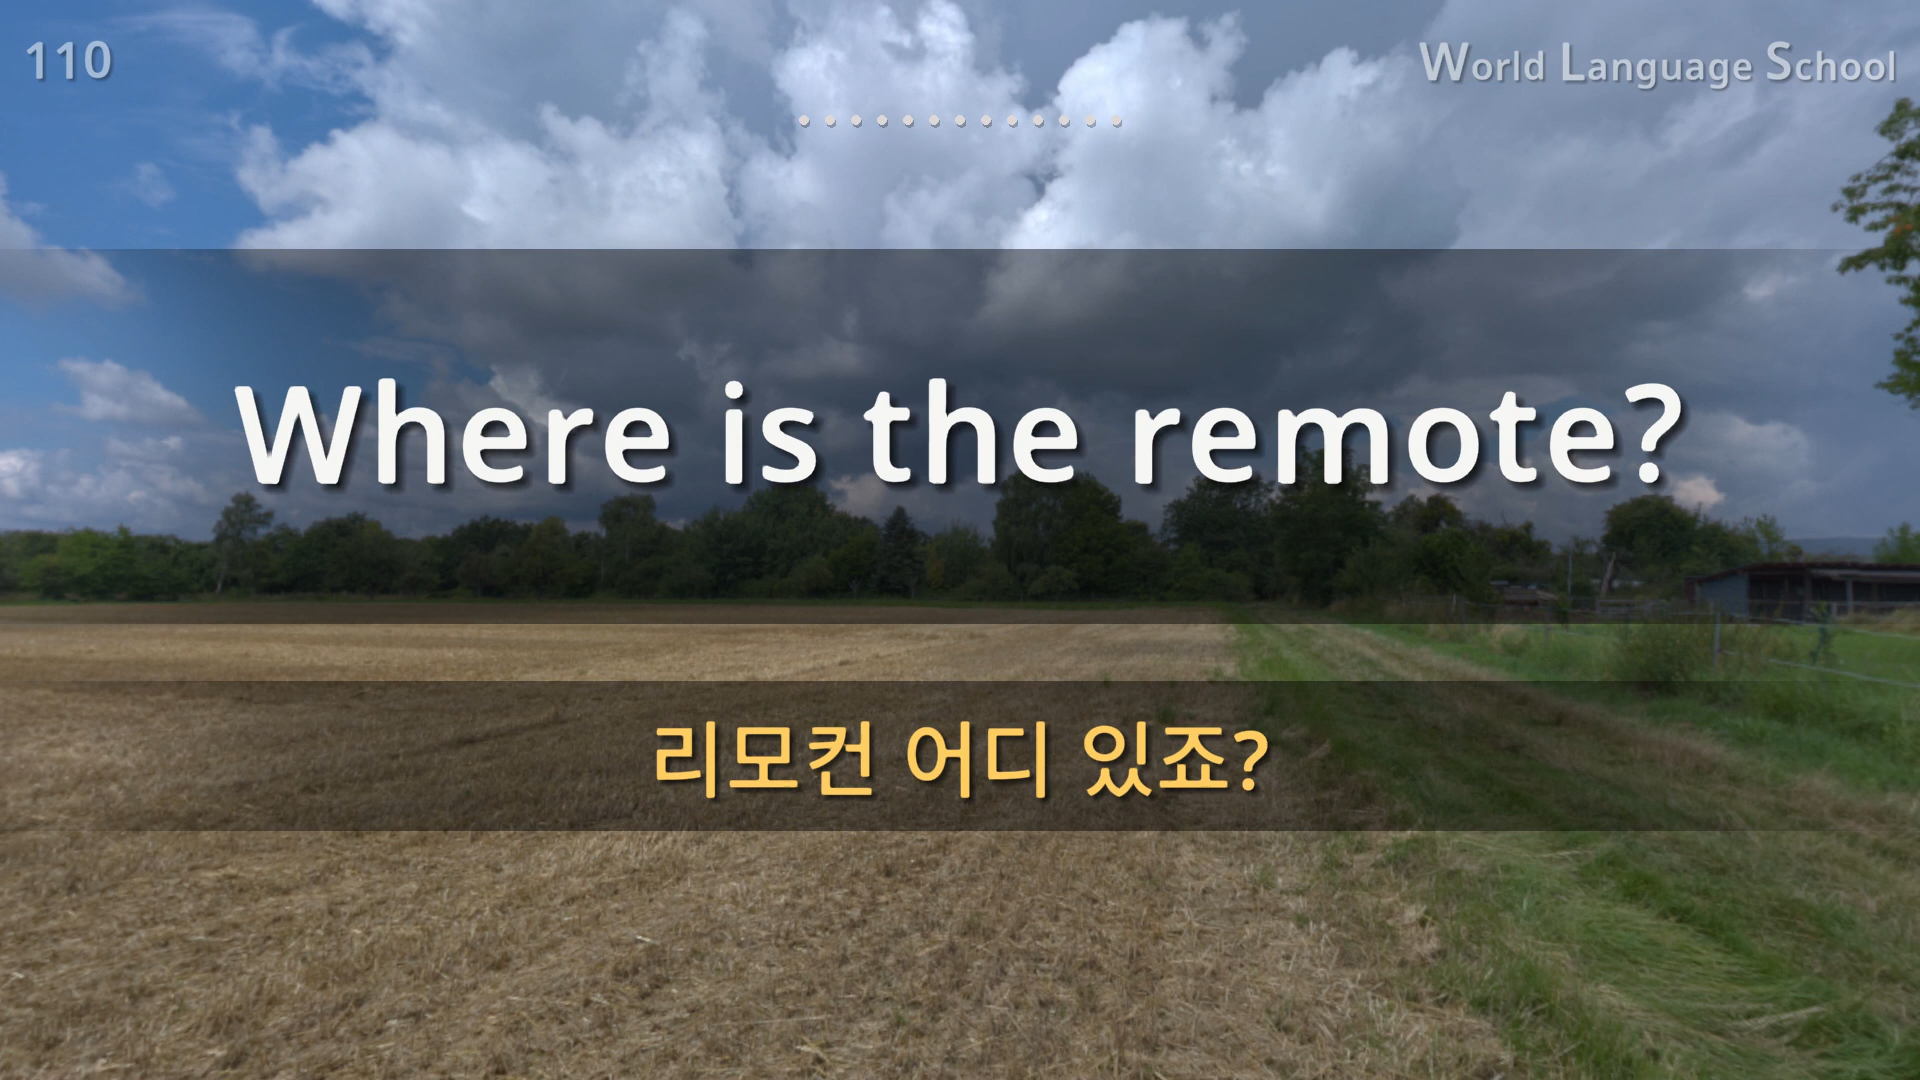 110
World Language School
Where is the remote?
리모컨 어디 있죠?